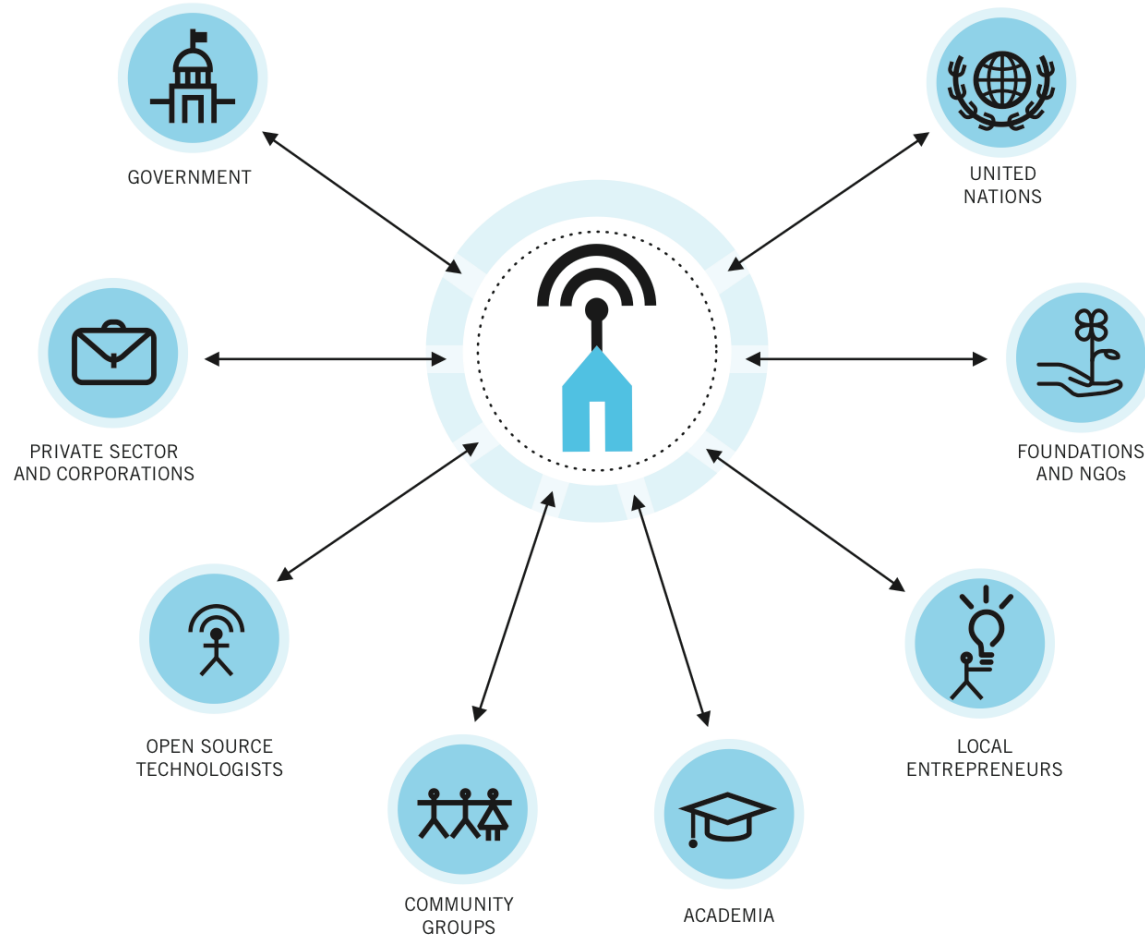 GOVERNMENT
UNITED
NATIONS
PRIVATE SECTOR
AND CORPORATIONS
FOUNDATIONS
AND NGOs
OPEN SOURCE
TECHNOLOGISTS
LOCAL
ENTREPRENEURS
COMMUNITY
GROUPS
ACADEMIA